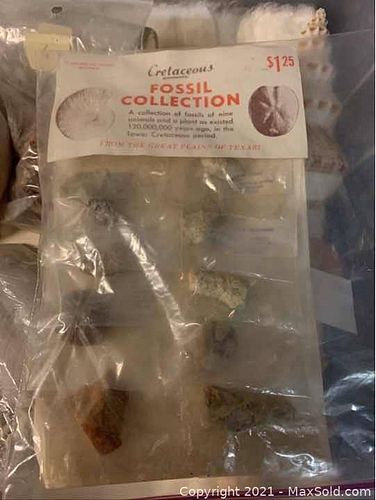 Cretaceous
$1.25
FOSSIL
COLLECTION
A collection of fossils of nine
animals and a plant as existed
120,000,000 years ago, in the
Lower Cretaceous period.
FROM THE GREAT PLAINS OF TEXAS!
Copyright 2021 - MaxSold.com